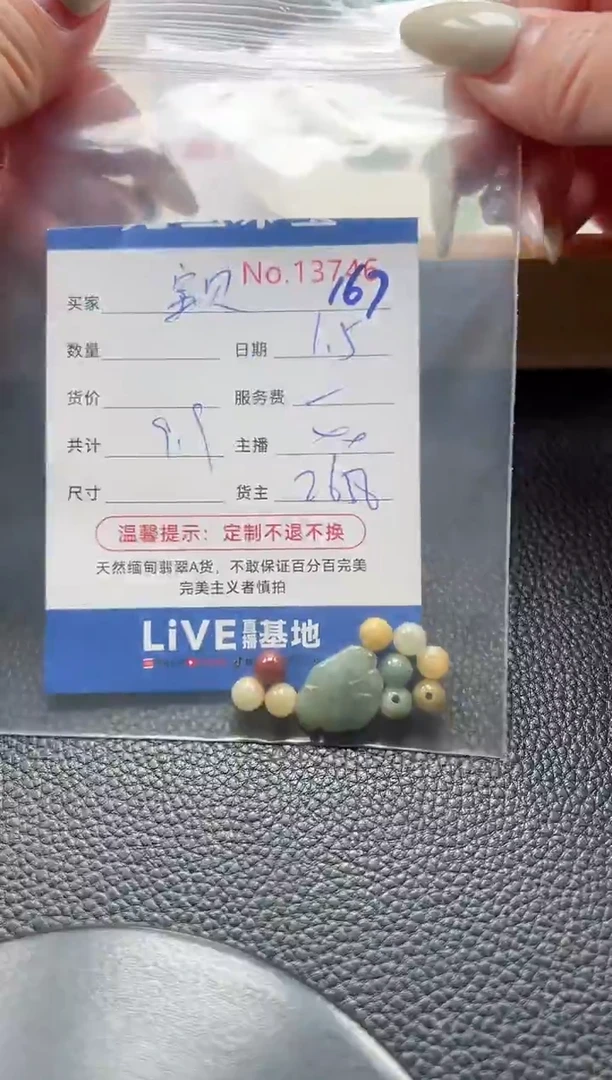 No.13746
买家 宝贝 169
数量 日期 1.5
货价 服务费
共计 9.9 主播
尺寸 货主
温馨提示：定制不退不换
天然缅甸翡翠A货，不敢保证百分百完美
完美主义者慎拍
LiVE直播基地